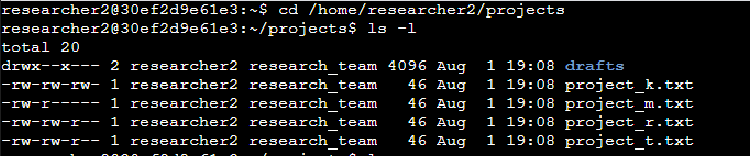 researcher2@30ef2d9e61e3:~$ cd /home/researcher2/projects
researcher2@30ef2d9e61e3:~/projects$ ls -l
total 20
drwx--x--- 2 researcher2 research_team 4096 Aug  1 19:08 drafts
-rw-rw-rw- 1 researcher2 research_team   46 Aug  1 19:08 project_k.txt
-rw-r----- 1 researcher2 research_team   46 Aug  1 19:08 project_m.txt
-rw-rw-r-- 1 researcher2 research_team   46 Aug  1 19:08 project_r.txt
-rw-rw-r-- 1 researcher2 research_team   46 Aug  1 19:08 project_t.txt